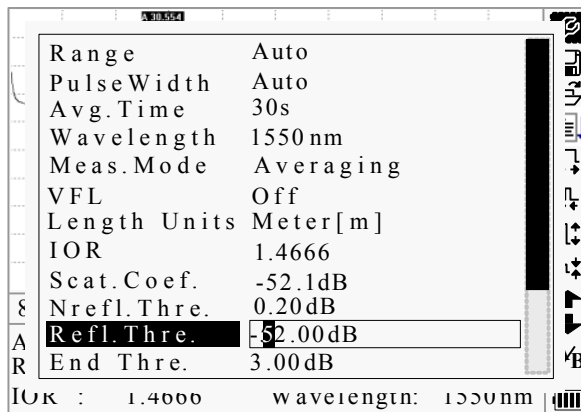 A 30.554
Range Auto
PulseWidth Auto
Avg.Time 30s
Wavelength 1550nm
Meas.Mode Averaging
VFL Off
Length Units Meter[m]
IOR 1.4666
Scat.Coef. -52.1dB
Nrefl.Thre. 0.20dB
Refl.Thre. -52.00dB
End Thre. 3.00dB
A
R
IOR : 1.4666 Wavelength: 1550nm